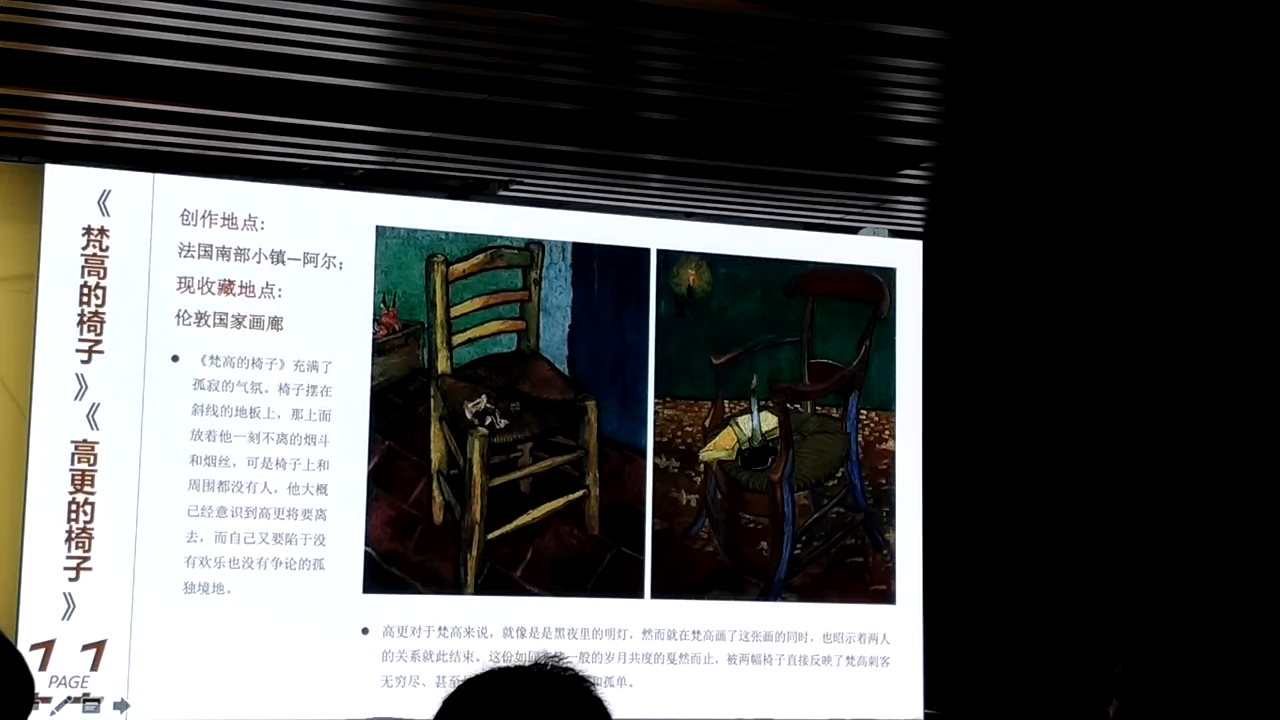 《梵高的椅子》《高更的椅子》
11
PAGE
创作地点:
法国南部小镇—阿尔;
现收藏地点:
伦敦国家画廊
《梵高的椅子》充满了
孤寂的气氛。椅子摆在
斜线的地板上，那上面
放着他一刻不离的烟斗
和烟丝，可是椅子上和
周围都没有人，他大概
已经意识到高更将要离
去，而自己又要陷于没
有欢乐也没有争论的孤
独境地。
高更对于梵高来说，就像是是黑夜里的明灯，然而就在梵高画了这张画的同时，也昭示着两人
的关系就此结束。这份如同 一般的岁月共度的戛然而止，被两幅椅子直接反映了梵高刺客
无穷尽、甚至 和孤单。